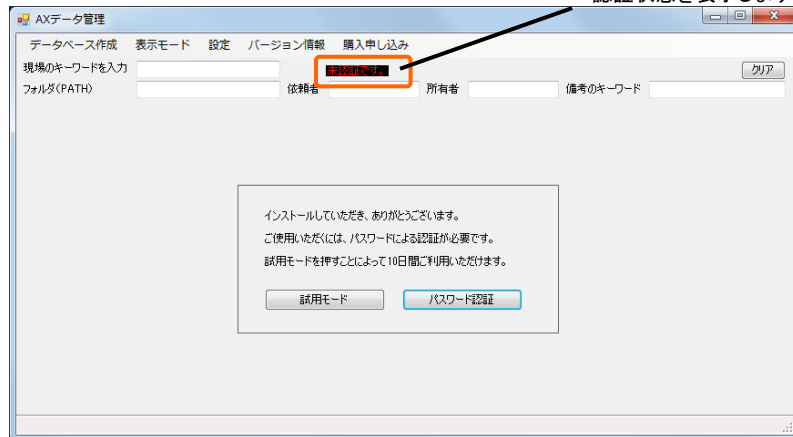 認証状態を表示します
AXデータ管理
データベース作成 表示モード 設定 バージョン情報 購入申し込み
現場のキーワードを入力 未認証です。 クリア
フォルダ(PATH) 依頼者 所有者 備考のキーワード
インストールしていただき、ありがとうございます。
ご使用いただくには、パスワードによる認証が必要です。
試用モードを押すことによって10日間ご利用いただけます。
試用モード パスワード認証